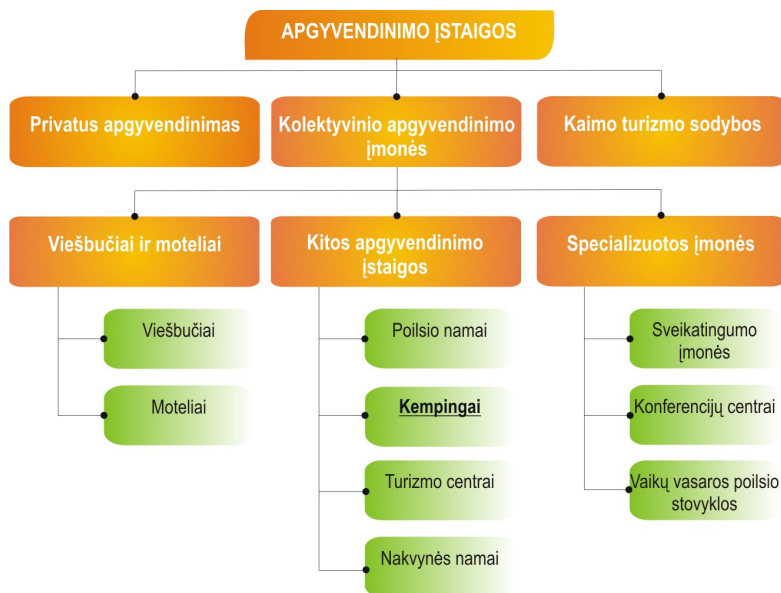 APGYVENDINIMO ĮSTAIGOS
Privatus apgyvendinimas
Kolektyvinio apgyvendinimo
įmonės
Kaimo turizmo sodybos
Viešbučiai ir moteliai
Kitos apgyvendinimo
įstaigos
Specializuotos įmonės
Viešbučiai
Moteliai
Poilsio namai
Kempingai
Turizmo centrai
Nakvynės namai
Sveikatingumo
įmonės
Konferencijų centrai
Vaikų vasaros poilsio
stovyklos